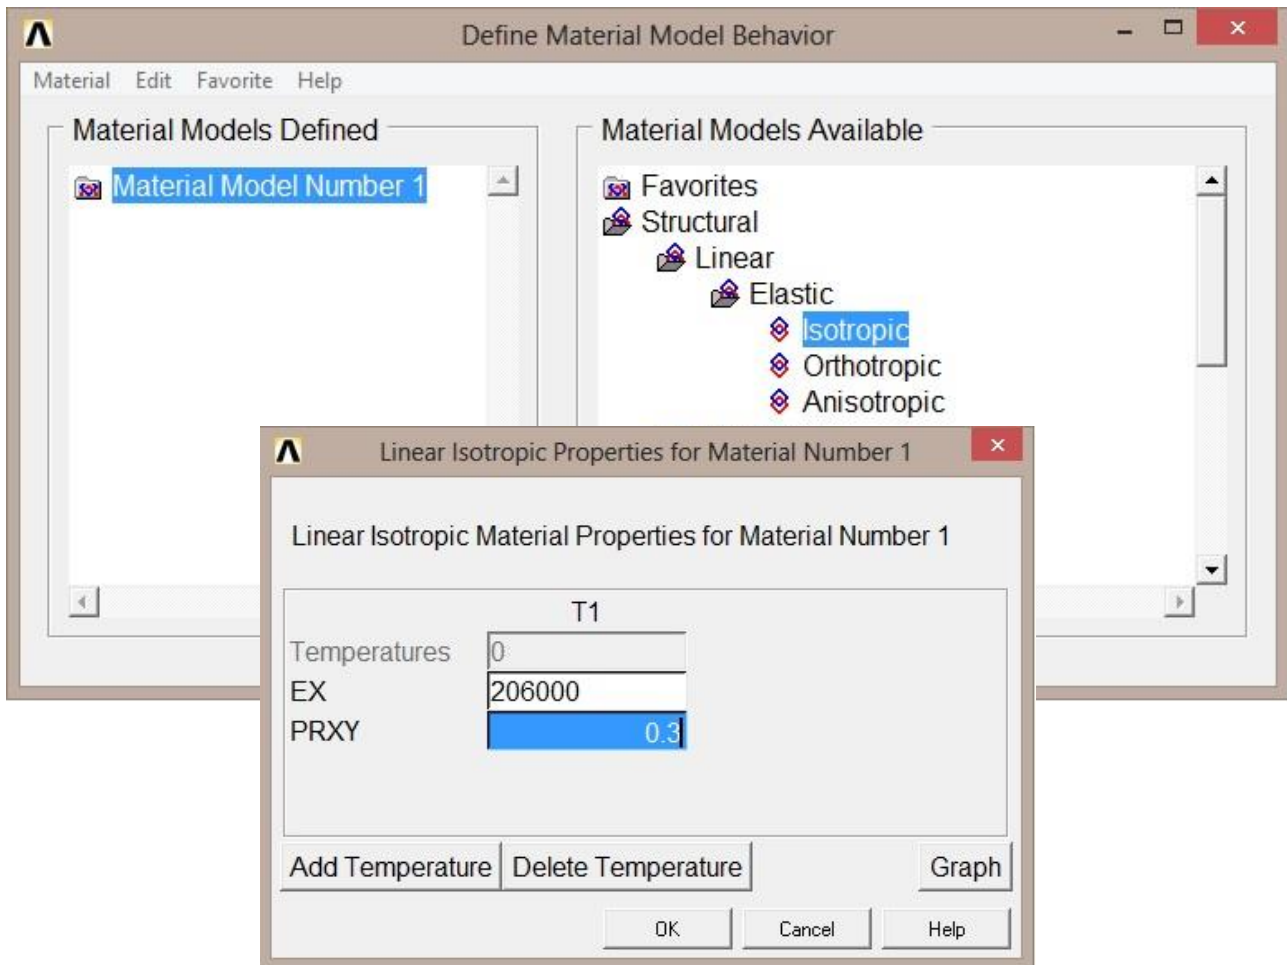 Define Material Model Behavior
Material Edit Favorite Help
Material Models Defined
Material Model Number 1
Material Models Available
Favorites
Structural
Linear
Elastic
Isotropic
Orthotropic
Anisotropic
Linear Isotropic Properties for Material Number 1
Linear Isotropic Material Properties for Material Number 1
T1
Temperatures 0
EX 206000
PRXY 0.3
Add Temperature Delete Temperature Graph
OK Cancel Help